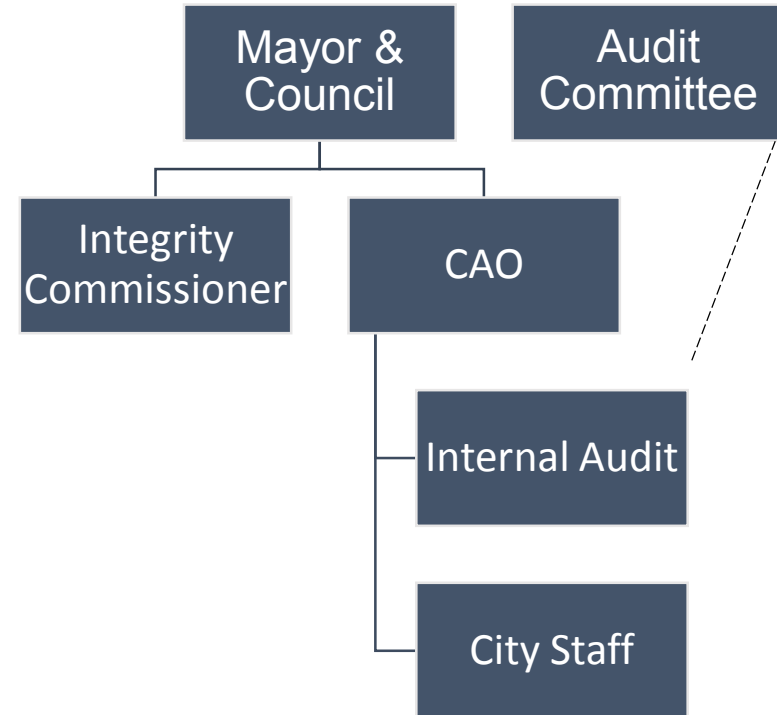 Mayor &
Council
Audit
Committee
Integrity
Commissioner
CAO
Internal Audit
City Staff